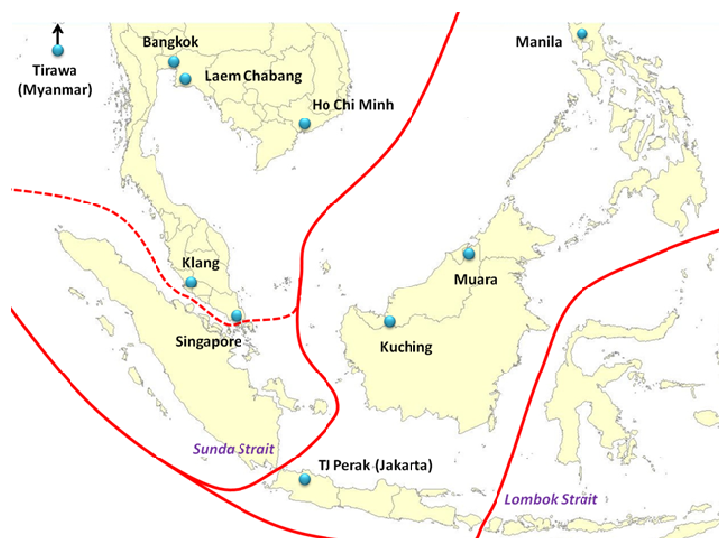 Bangkok
Manila
Tirawa
(Myanmar)
Laem Chabang
Ho Chi Minh
Klang
Muara
Singapore
Kuching
Sunda Strait
TJ Perak (Jakarta)
Lombok Strait